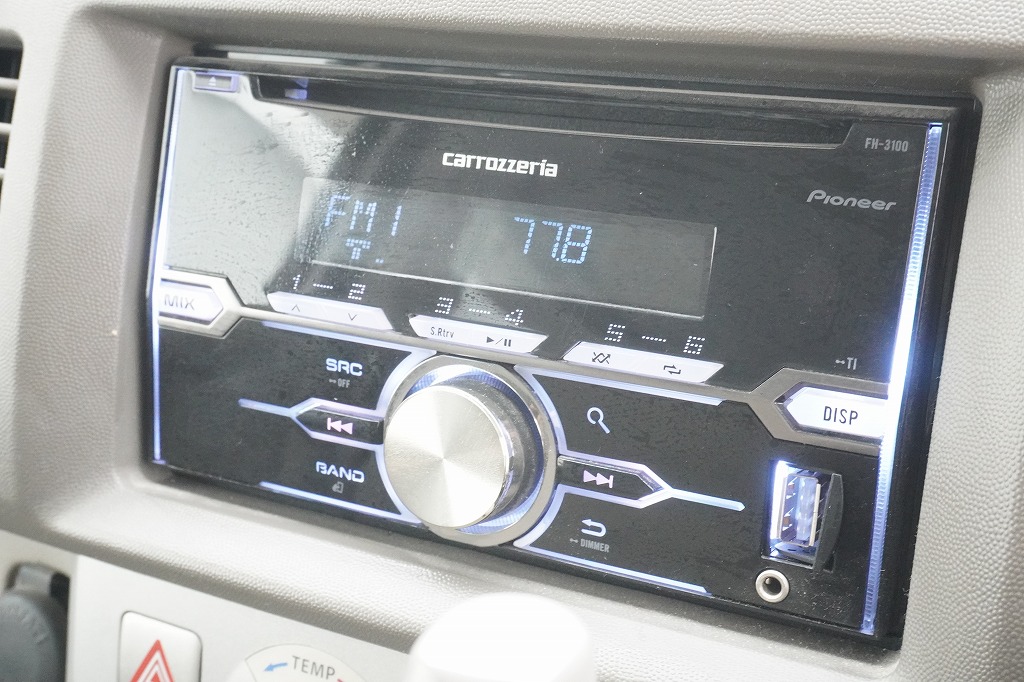 FH-3100
carrozzeria
Pioneer
FM1 77.8
MIX
1 — 2
3 — 4
5 — 6
S.Rtrv
TI
SRC
OFF
DISP
BAND
DIMMER
TEMP